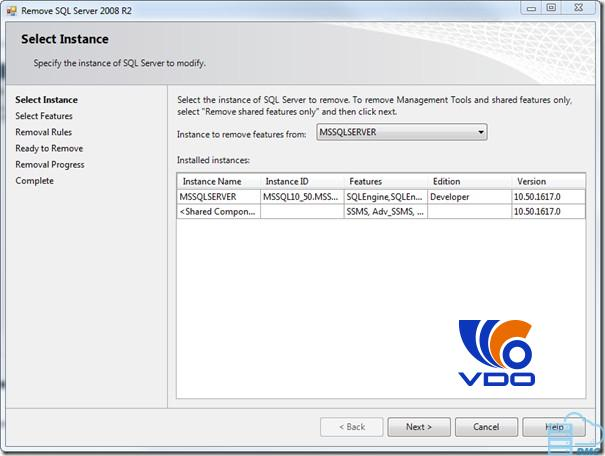 Remove SQL Server 2008 R2
Select Instance
Specify the instance of SQL Server to modify.
Select Instance
Select Features
Removal Rules
Ready to Remove
Removal Progress
Complete
Select the instance of SQL Server to remove. To remove Management Tools and shared features only,
select "Remove shared features only" and then click next.
Instance to remove features from: MSSQLSERVER
Installed instances:
Instance Name Instance ID Features Edition Version
MSSQLSERVER MSSQL10_50.MSS... SQLEngine,SQLEn... Developer 10.50.1617.0
<Shared Compon... SSMS, Adv_SSMS, ... 10.50.1617.0
VDO
< Back Next > Cancel Help